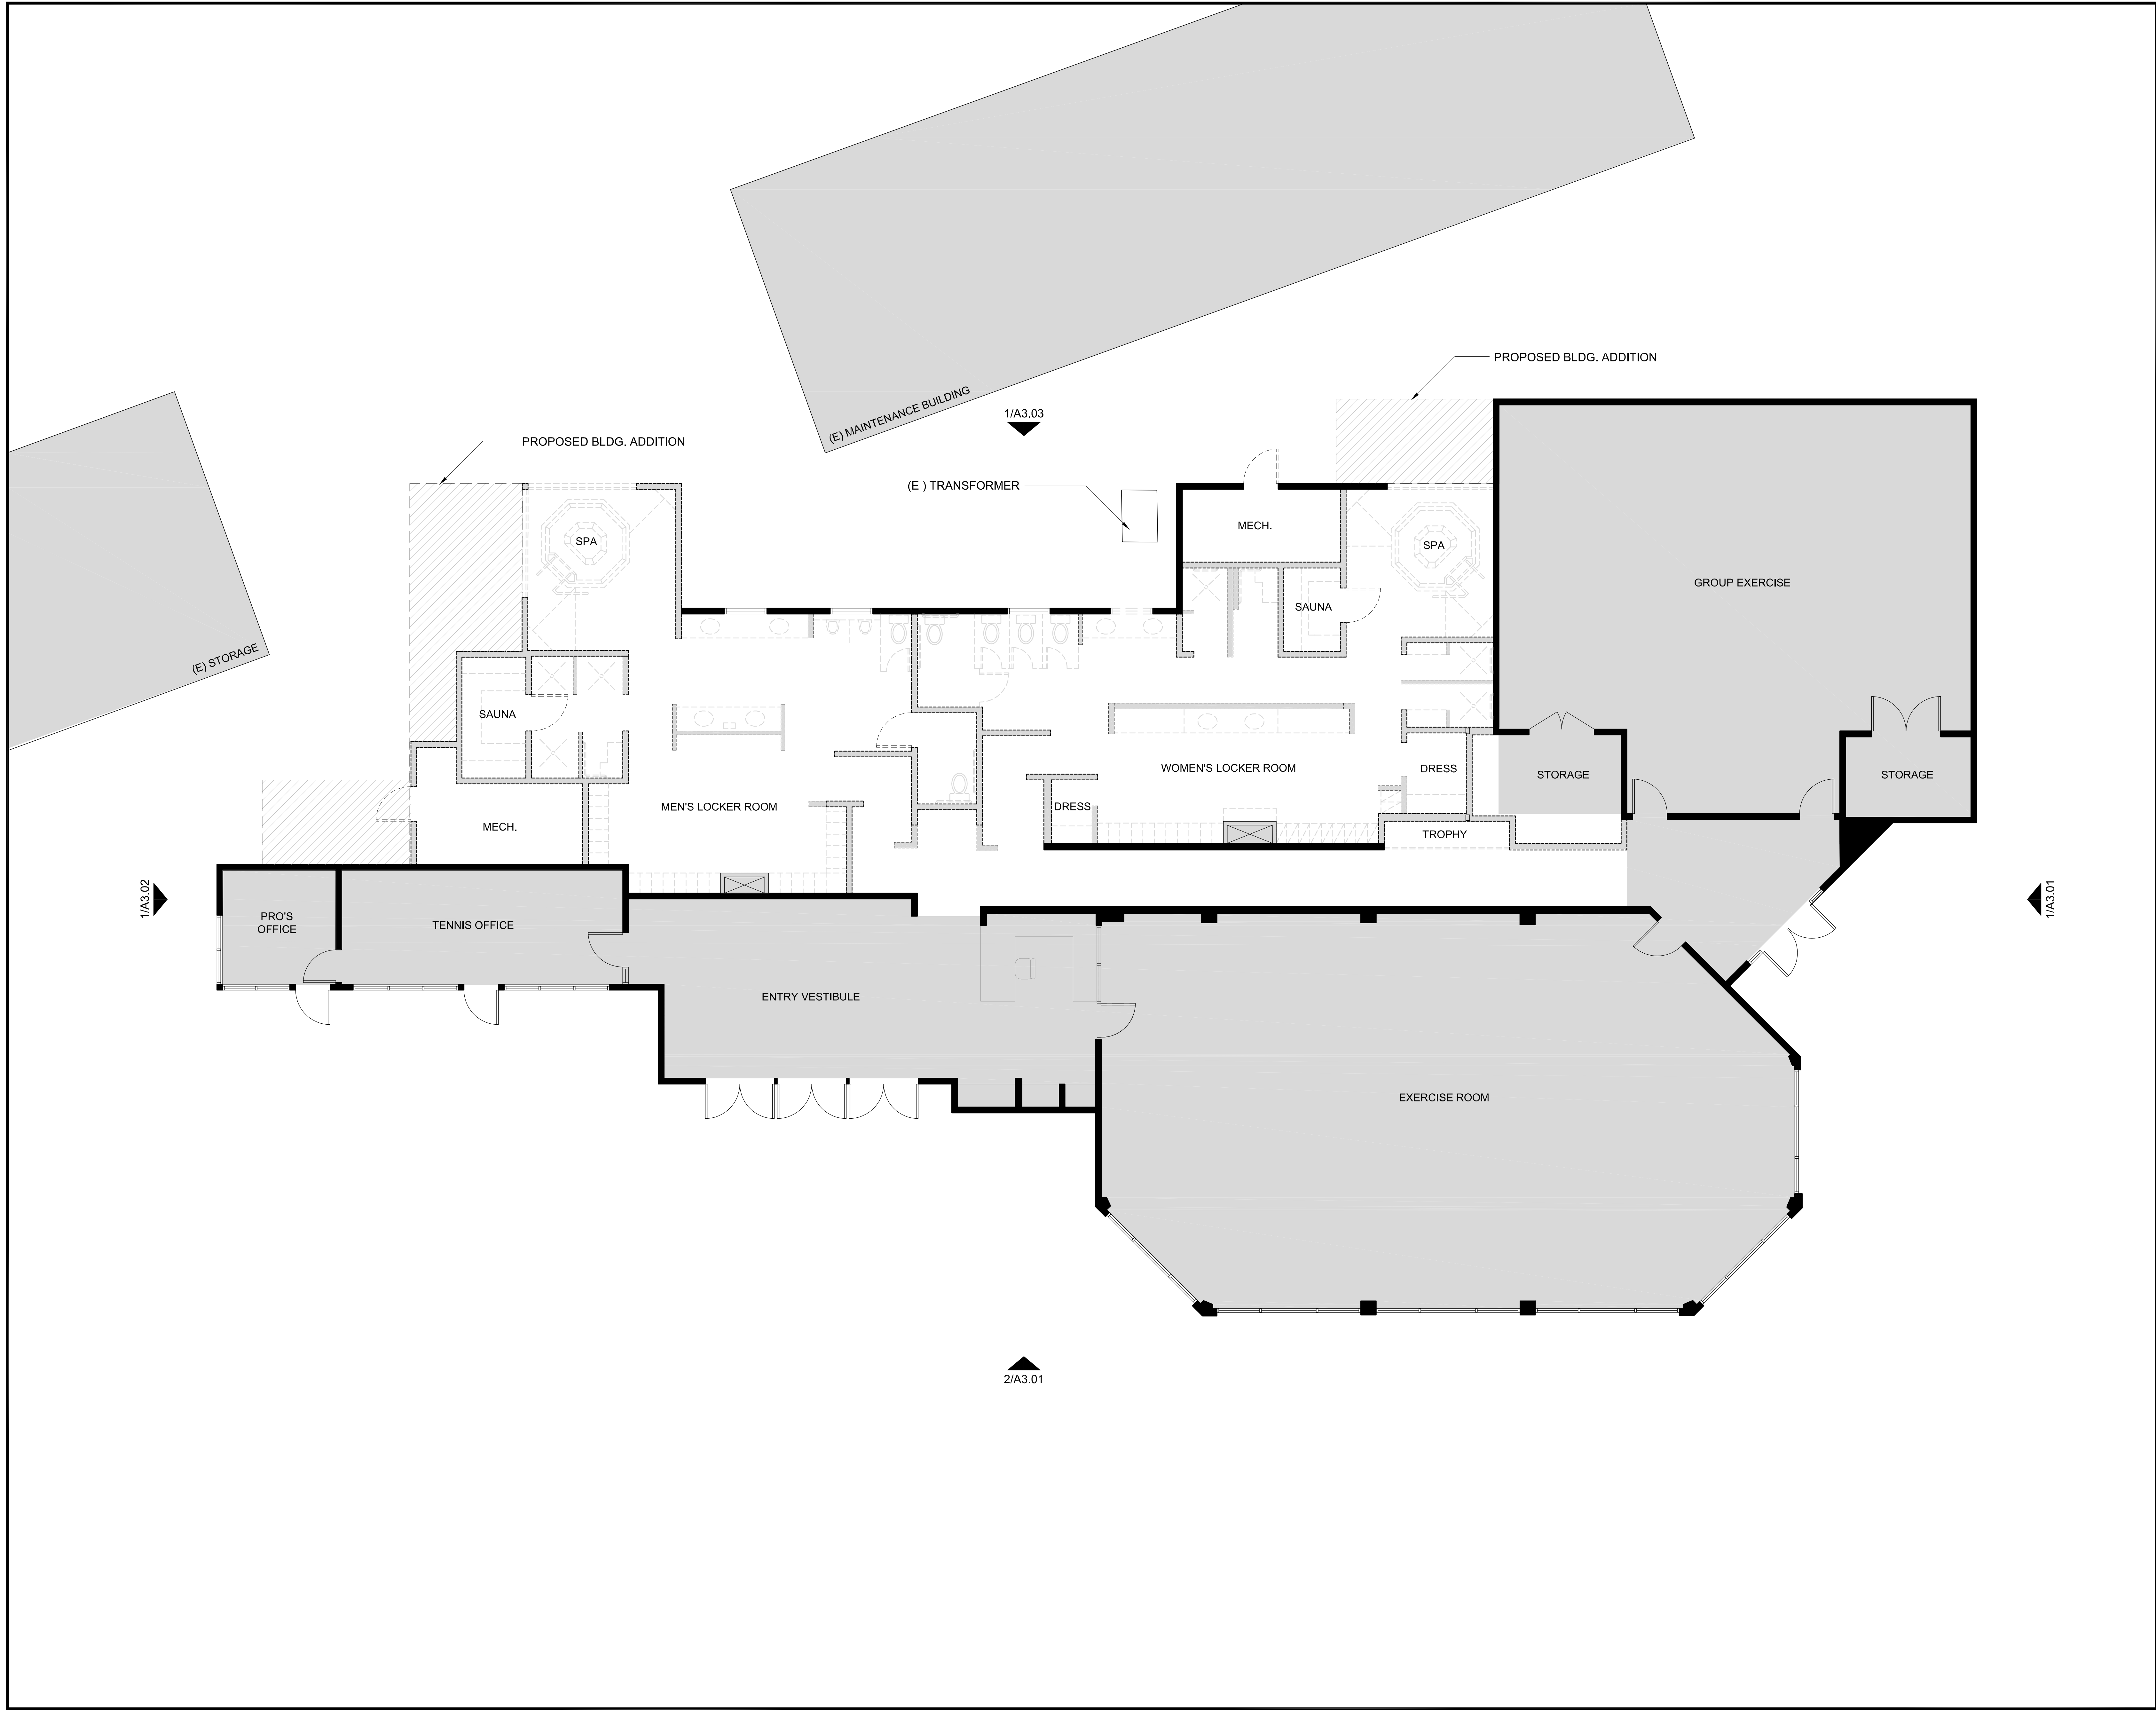 PROPOSED BLDG. ADDITION
(E) MAINTENANCE BUILDING
1/A3.03
PROPOSED BLDG. ADDITION
(E ) TRANSFORMER
MECH.
SPA
SPA
GROUP EXERCISE
SAUNA
(E) STORAGE
SAUNA
WOMEN'S LOCKER ROOM
DRESS
STORAGE
STORAGE
MEN'S LOCKER ROOM
DRESS
MECH.
TROPHY
1/A3.02
1/A3.01
PRO'S
OFFICE
TENNIS OFFICE
ENTRY VESTIBULE
EXERCISE ROOM
2/A3.01